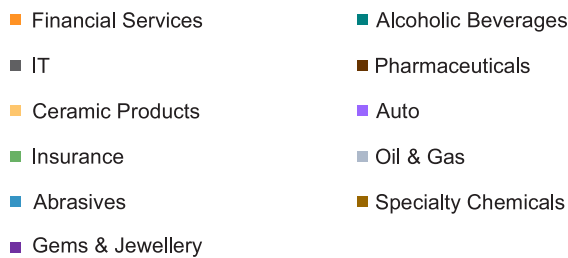 Financial Services
IT
Ceramic Products
Insurance
Abrasives
Gems & Jewellery
Alcoholic Beverages
Pharmaceuticals
Auto
Oil & Gas
Specialty Chemicals